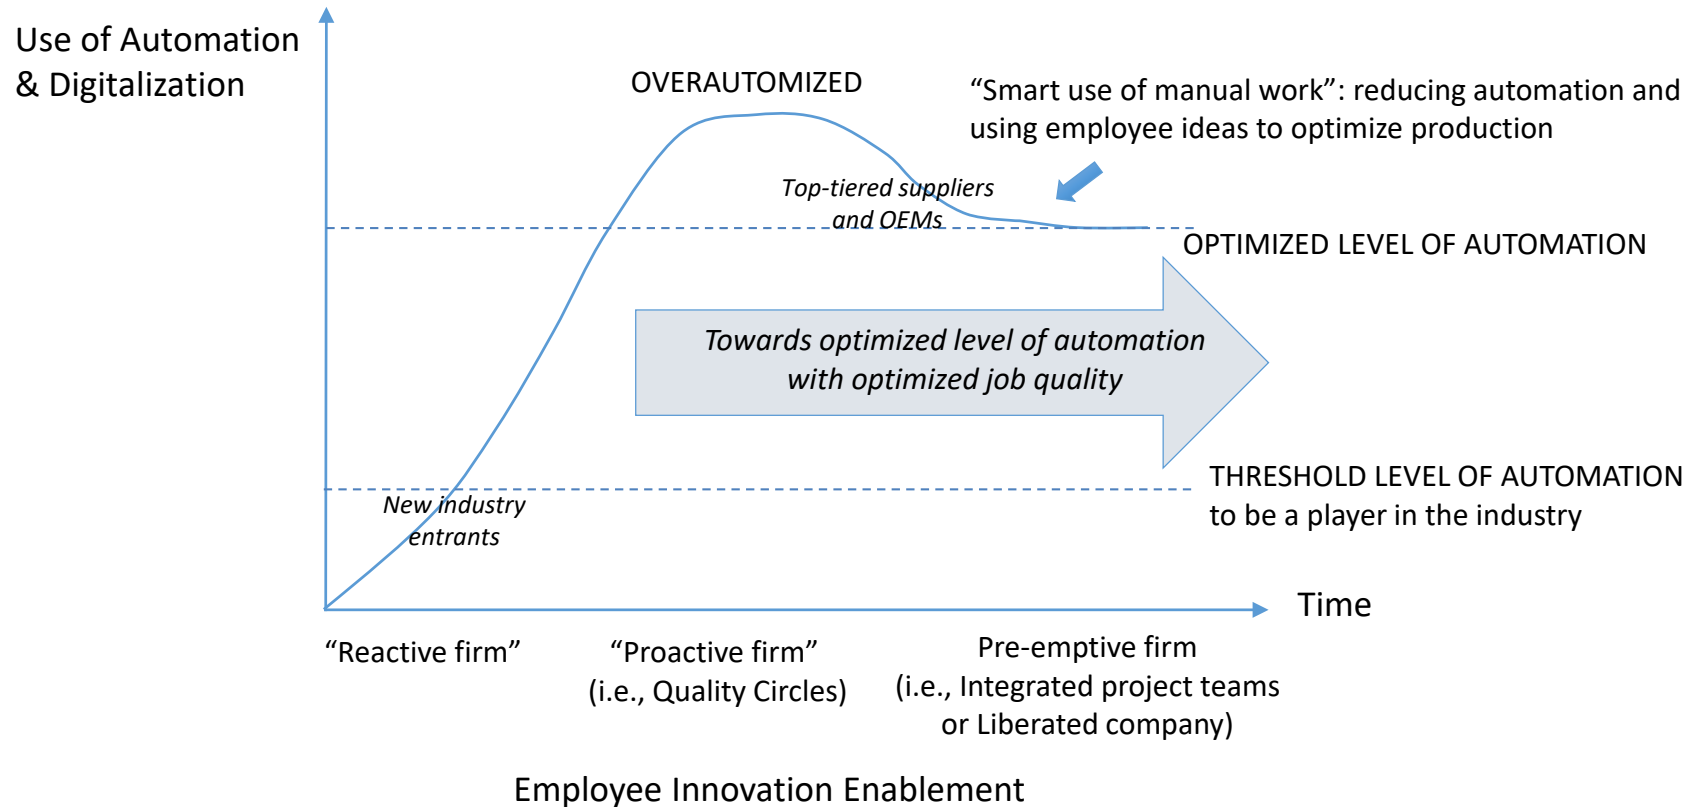 Use of Automation
& Digitalization
OVERAUTOMIZED
“Smart use of manual work”: reducing automation and
using employee ideas to optimize production
Top-tiered suppliers
and OEMs
OPTIMIZED LEVEL OF AUTOMATION
Towards optimized level of automation
with optimized job quality
THRESHOLD LEVEL OF AUTOMATION
to be a player in the industry
New industry
entrants
Time
“Reactive firm”
“Proactive firm”
(i.e., Quality Circles)
Pre-emptive firm
(i.e., Integrated project teams
or Liberated company)
Employee Innovation Enablement